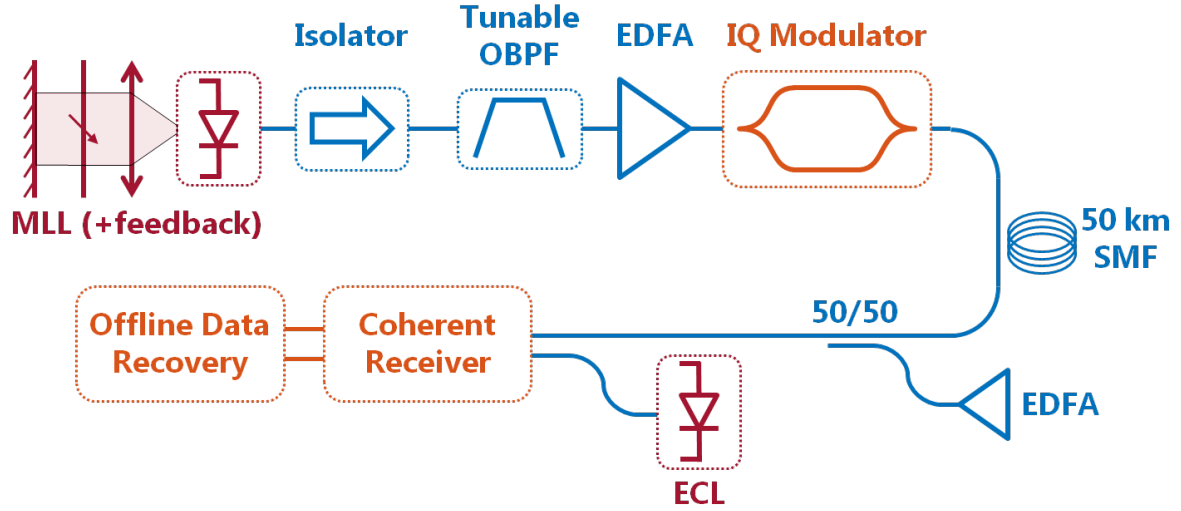 Isolator
Tunable
OBPF
EDFA
IQ Modulator
MLL (+feedback)
50 km
SMF
50/50
Offline Data
Recovery
Coherent
Receiver
EDFA
ECL